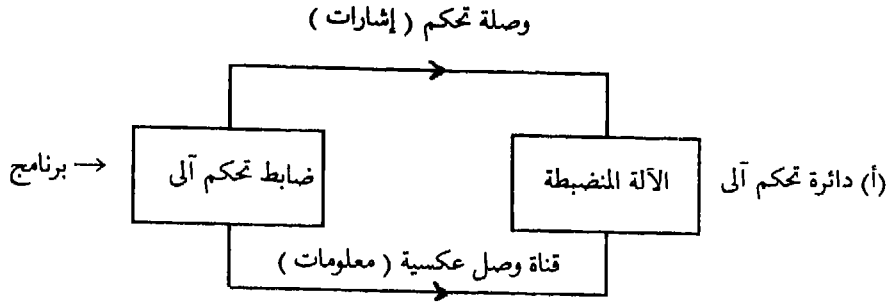 وصلة تحكم ( إشارات )
(أ) دائرة تحكم آلى
الآلة المنضبطة
ضابط تحكم آلى
← برنامج
قناة وصل عكسية ( معلومات )